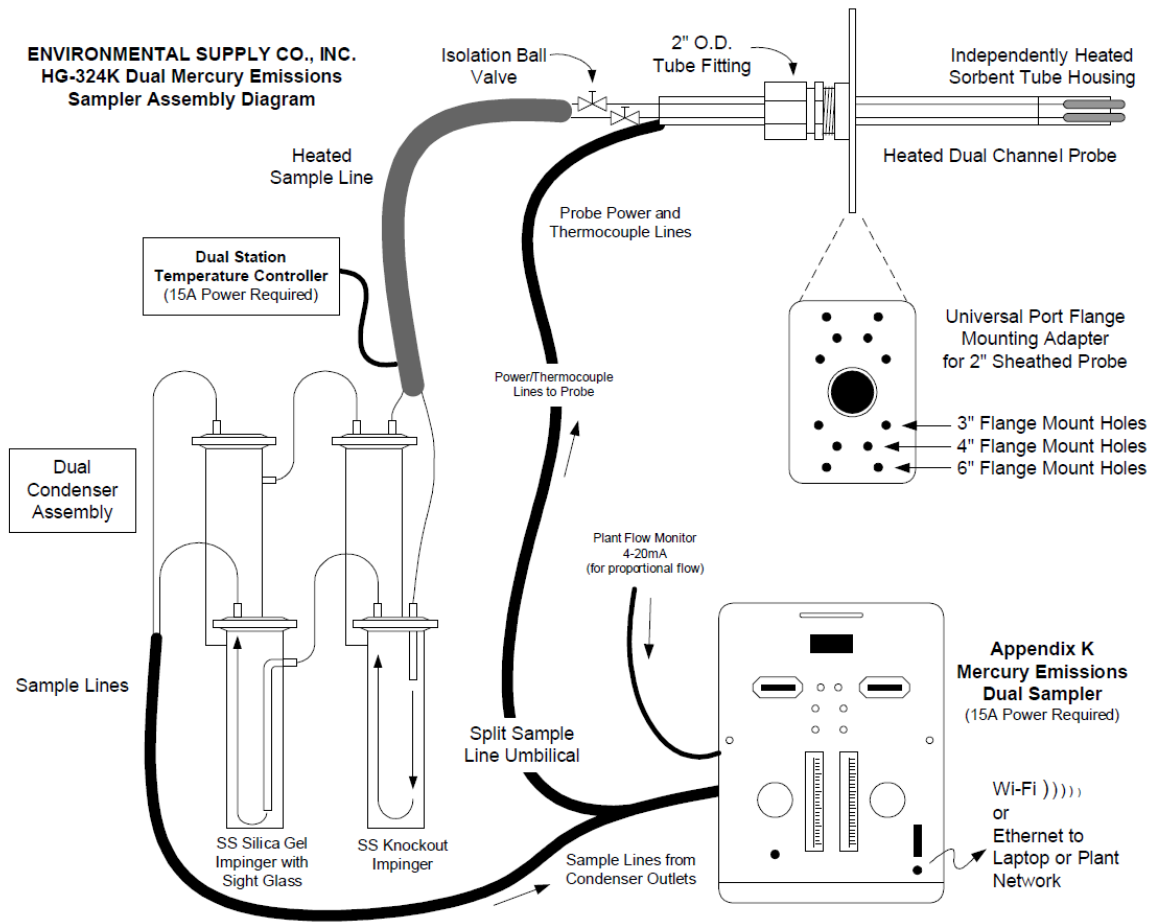 ENVIRONMENTAL SUPPLY CO., INC.
HG-324K Dual Mercury Emissions
Sampler Assembly Diagram
Isolation Ball
Valve
2" O.D.
Tube Fitting
Independently Heated
Sorbent Tube Housing
Heated
Sample Line
Heated Dual Channel Probe
Probe Power and
Thermocouple Lines
Dual Station
Temperature Controller
(15A Power Required)
Universal Port Flange
Mounting Adapter
for 2" Sheathed Probe
Power/Thermocouple
Lines to Probe
3" Flange Mount Holes
4" Flange Mount Holes
6" Flange Mount Holes
Dual
Condenser
Assembly
Plant Flow Monitor
4-20mA
(for proportional flow)
Appendix K
Mercury Emissions
Dual Sampler
(15A Power Required)
Sample Lines
Split Sample
Line Umbilical
Wi-Fi )))))
or
Ethernet to
Laptop or Plant
Network
SS Silica Gel
Impinger with
Sight Glass
SS Knockout
Impinger
Sample Lines from
Condenser Outlets